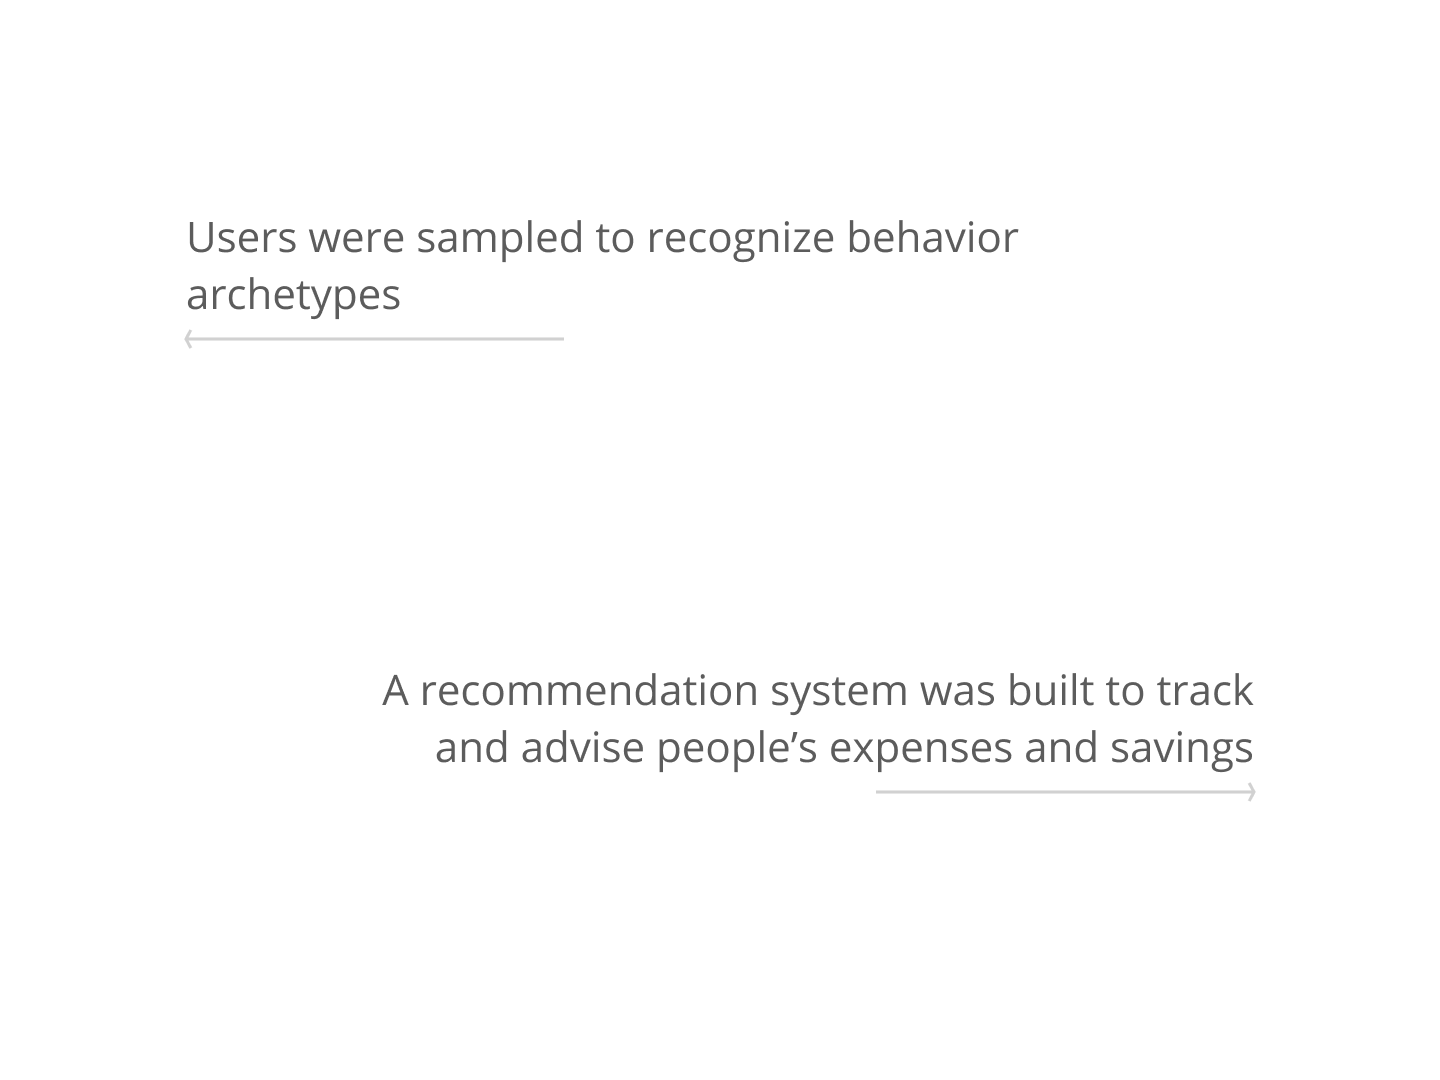 Users were sampled to recognize behavior
archetypes
A recommendation system was built to track
and advise people’s expenses and savings